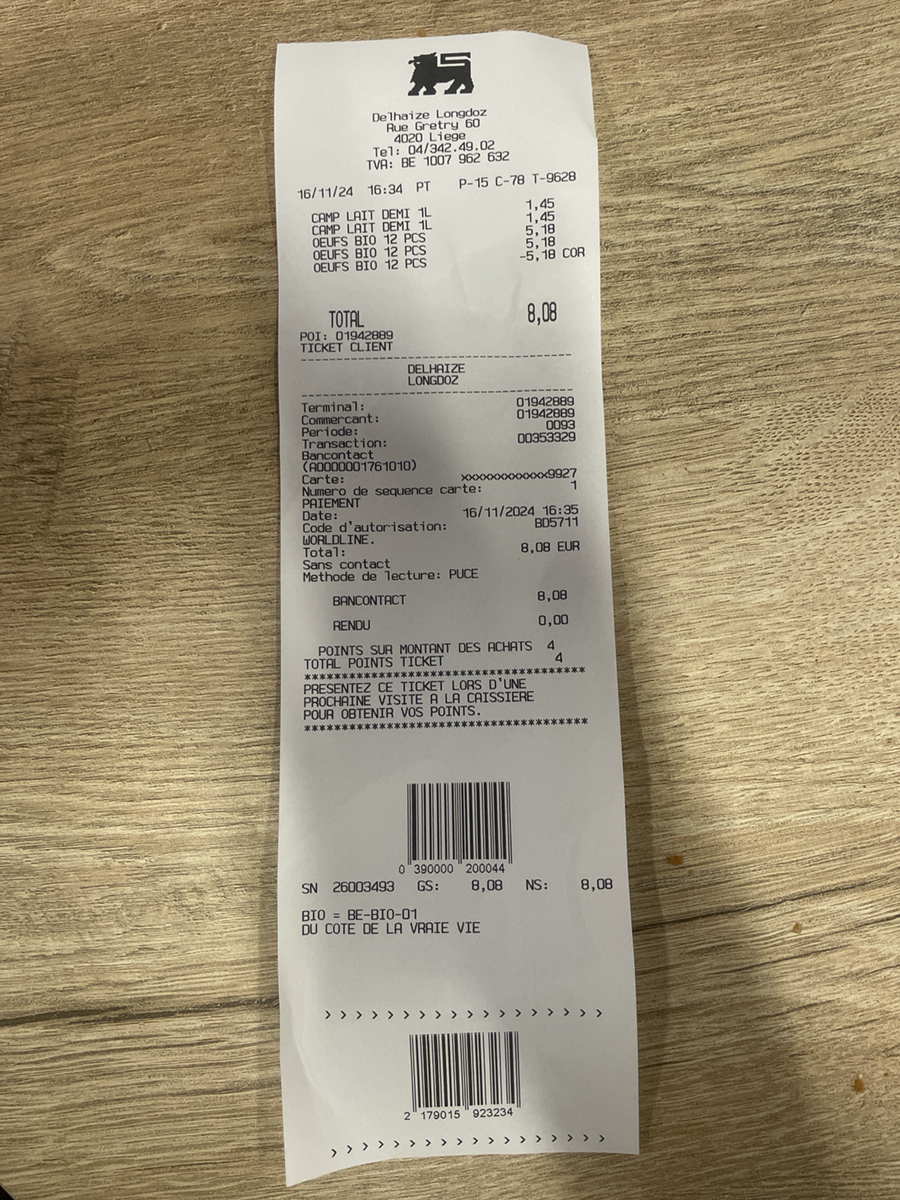 Delhaize Longdoz
Rue Gretry 60
4020 Liege
Tel: 04/342.49.02
TVA: BE 1007 962 632
16/11/24 16:34 PT P-15 C-78 T-9628
CAMP LAIT DEMI 1L 1,45
CAMP LAIT DEMI 1L 1,45
OEUFS BIO 12 PCS 5,18
OEUFS BIO 12 PCS 5,18
OEUFS BIO 12 PCS -5,18 COR
TOTAL 8,08
POI: 01942889
TICKET CLIENT
DELHAIZE
LONGDOZ
Terminal: 01942889
Commercant: 01942889
Periode: 0093
Transaction: 00353329
Bancontact
(A0000001761010)
Carte: xxxxxxxxxxxxx9927
Numero de sequence carte: 1
PAIEMENT
Date: 16/11/2024 16:35
Code d'autorisation: BD5711
WORLDLINE.
Total: 8,08 EUR
Sans contact
Methode de lecture: PUCE
BANCONTACT 8,08
RENDU 0,00
POINTS SUR MONTANT DES ACHATS 4
TOTAL POINTS TICKET 4
**************************************
PRESENTEZ CE TICKET LORS D'UNE
PROCHAINE VISITE A LA CAISSIERE
POUR OBTENIR VOS POINTS.
**************************************
0 390000 200044
SN 26003493 GS: 8,08 NS: 8,08
BIO = BE-BIO-01
DU COTE DE LA VRAIE VIE
> > > > > > > > > > > > > > > > > >
2 179015 923234
> > > > > > > > > > > > > > > > > >